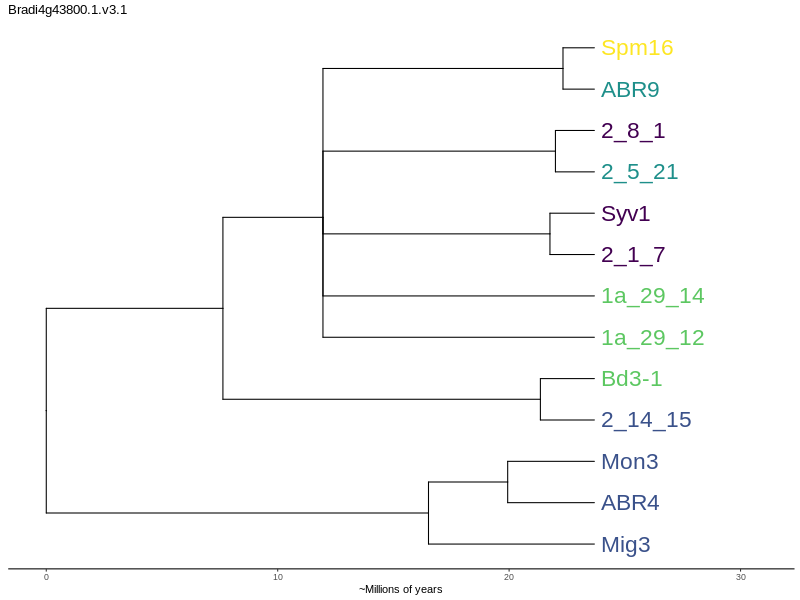 Bradi4g43800.1.v3.1
Spm16
ABR9
2_8_1
2_5_21
Syv1
2_1_7
1a_29_14
1a_29_12
Bd3-1
2_14_15
Mon3
ABR4
Mig3
0 10 20 30
~Millions of years